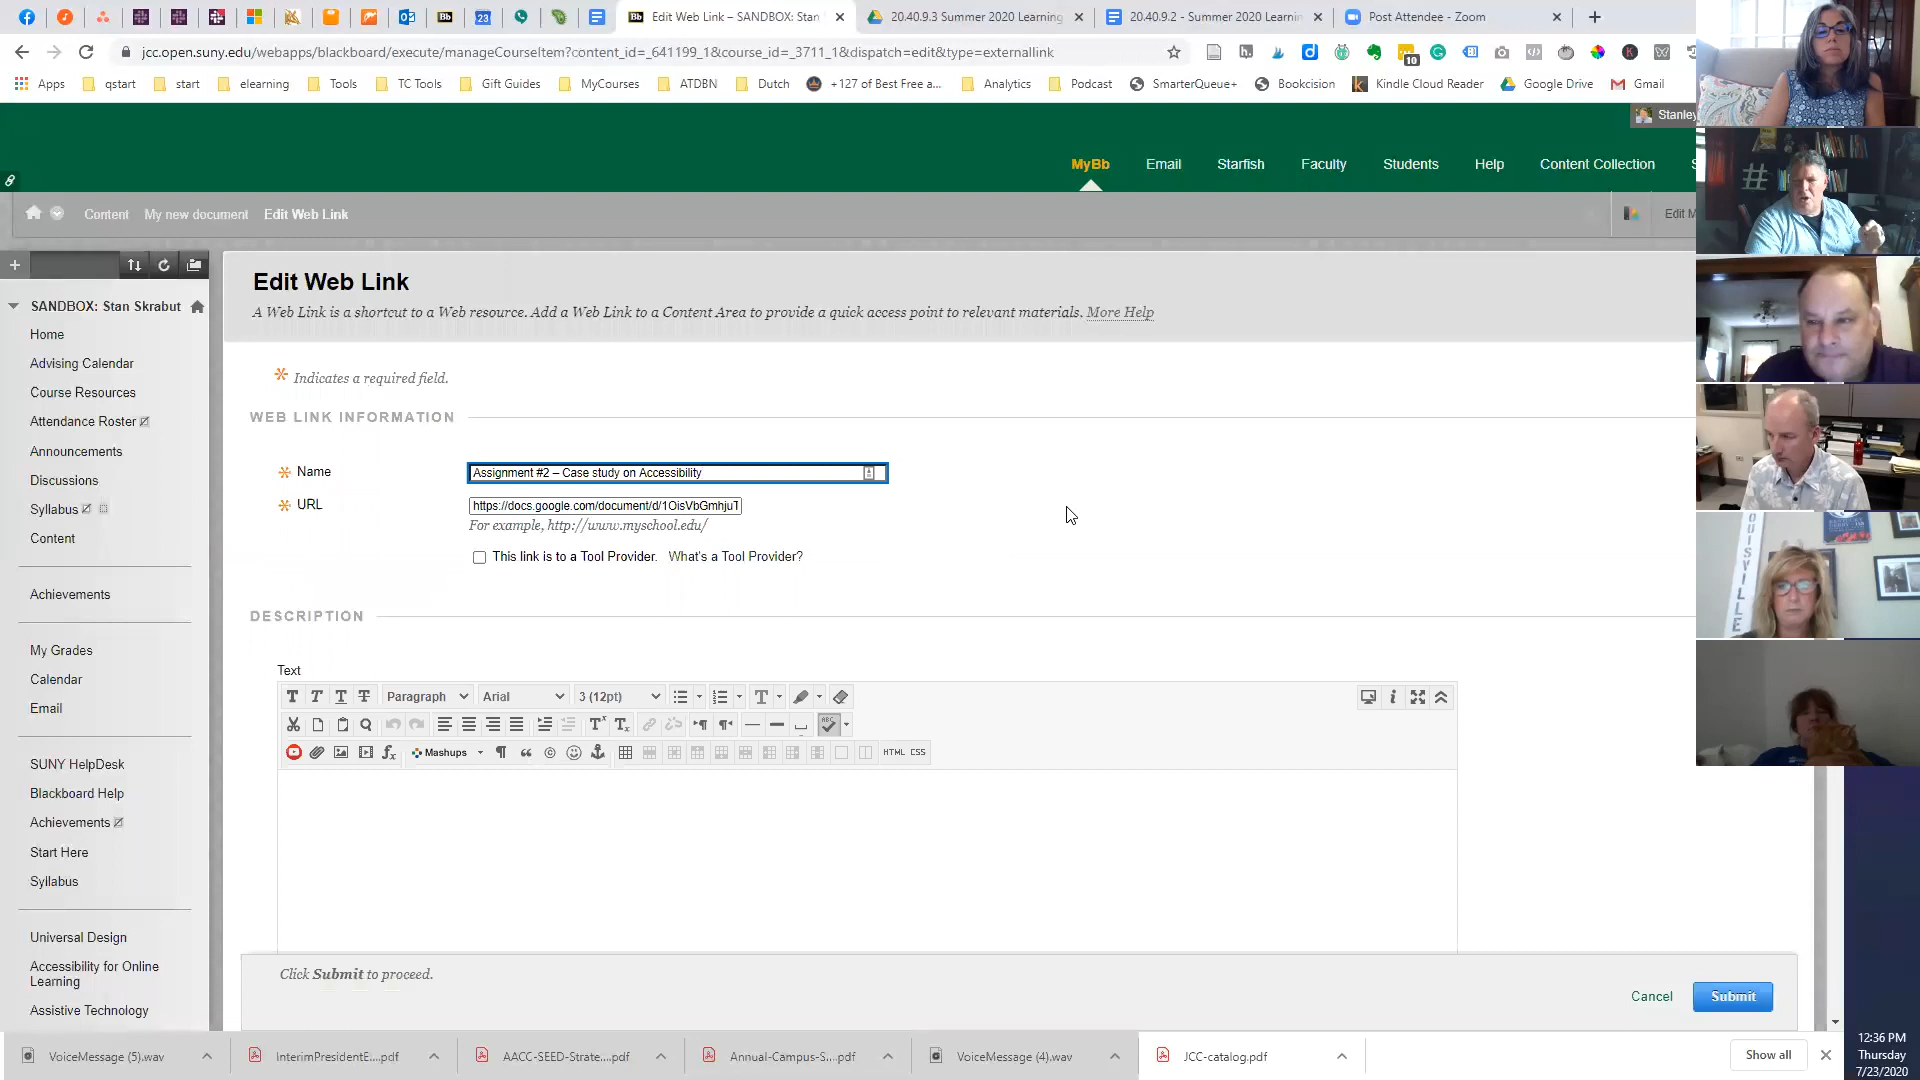 Edit Web Link – SANDBOX: Stan
20.40.9.3 Summer 2020 Learning
20.40.9.2 - Summer 2020 Learnin
Post Attendee - Zoom
jcc.open.suny.edu/webapps/blackboard/execute/manageCourseItem?content_id=_641199_1&course_id=_3711_1&dispatch=edit&type=externallink
10
Apps
qstart
start
elearning
Tools
TC Tools
Gift Guides
MyCourses
ATDBN
Dutch
+127 of Best Free a...
Analytics
Podcast
SmarterQueue+
Bookcision
Kindle Cloud Reader
Google Drive
Gmail
Stanley
MyBb
Email
Starfish
Faculty
Students
Help
Content Collection
Content
My new document
Edit Web Link
Edit M
SANDBOX: Stan Skrabut
Home
Advising Calendar
Course Resources
Attendance Roster
Announcements
Discussions
Syllabus
Content
Achievements
My Grades
Calendar
Email
SUNY HelpDesk
Blackboard Help
Achievements
Start Here
Syllabus
Universal Design
Accessibility for Online
Learning
Assistive Technology
Edit Web Link
A Web Link is a shortcut to a Web resource. Add a Web Link to a Content Area to provide a quick access point to relevant materials. More Help
Indicates a required field.
WEB LINK INFORMATION
Name
Assignment #2 – Case study on Accessibility
URL
https://docs.google.com/document/d/1OisVbGmhjuT
For example, http://www.myschool.edu/
This link is to a Tool Provider. What's a Tool Provider?
DESCRIPTION
Text
Paragraph
Arial
3 (12pt)
Mashups
HTML CSS
Click Submit to proceed.
Cancel
Submit
VoiceMessage (5).wav
InterimPresidentE....pdf
AACC-SEED-Strate....pdf
Annual-Campus-S....pdf
VoiceMessage (4).wav
JCC-catalog.pdf
Show all
12:36 PM
Thursday
7/23/2020
#
OUISVILLE